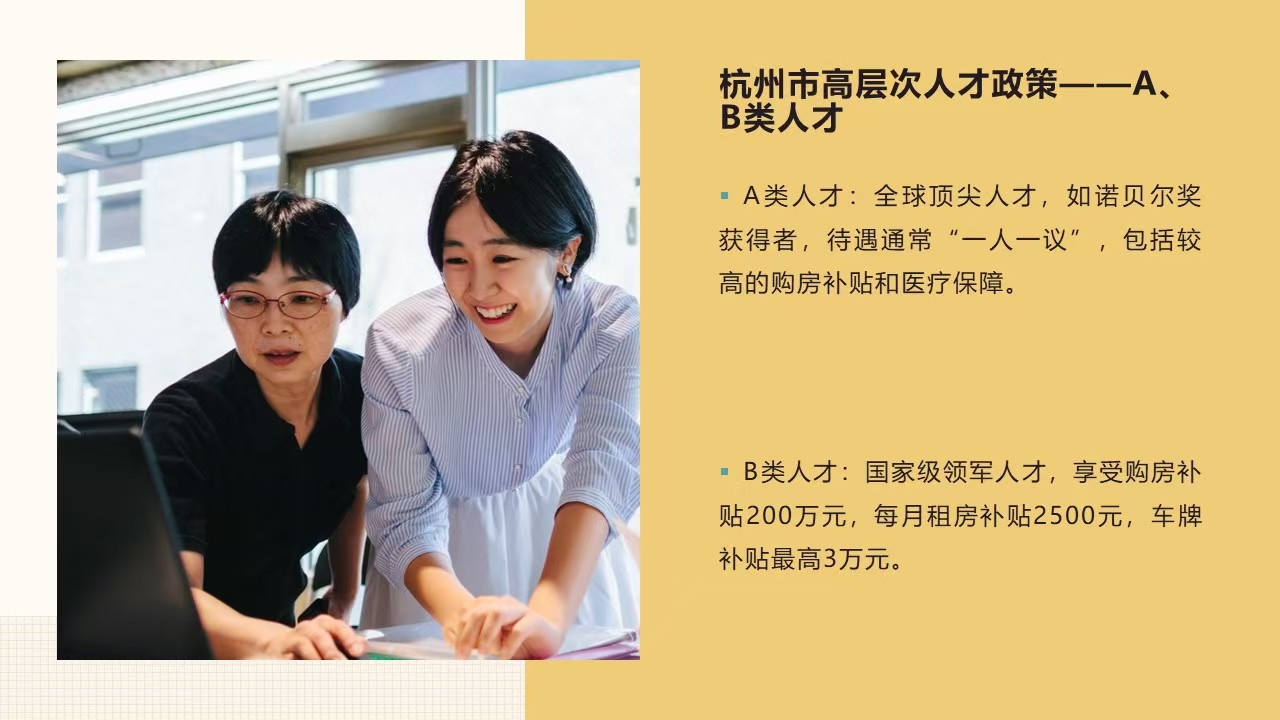 杭州市高层次人才政策——A、
B类人才
▪ A类人才：全球顶尖人才，如诺贝尔奖
获得者，待遇通常“一人一议”，包括较
高的购房补贴和医疗保障。
▪ B类人才：国家级领军人才，享受购房补
贴200万元，每月租房补贴2500元，车牌
补贴最高3万元。